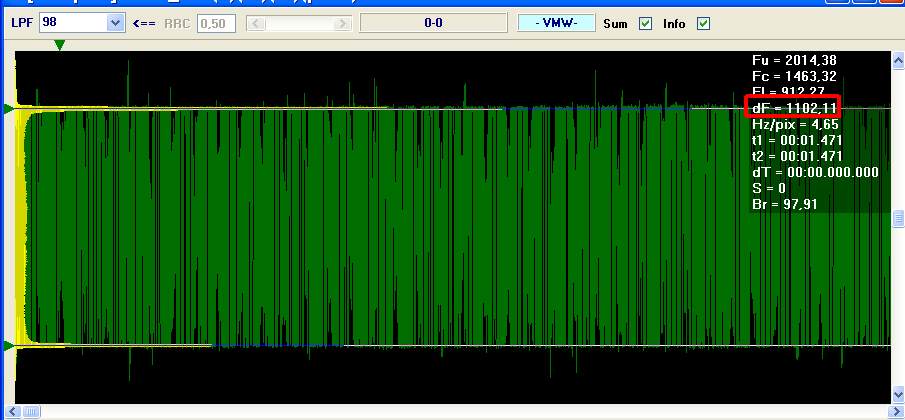 LPF 98 <== RRC 0,50 0-0 -VMW- Sum Info
Fu = 2014,38
Fc = 1463,32
Fl = 912,27
dF = 1102,11
Hz/pix = 4,65
t1 = 00:01.471
t2 = 00:01.471
dT = 00:00.000.000
S = 0
Br = 97,91